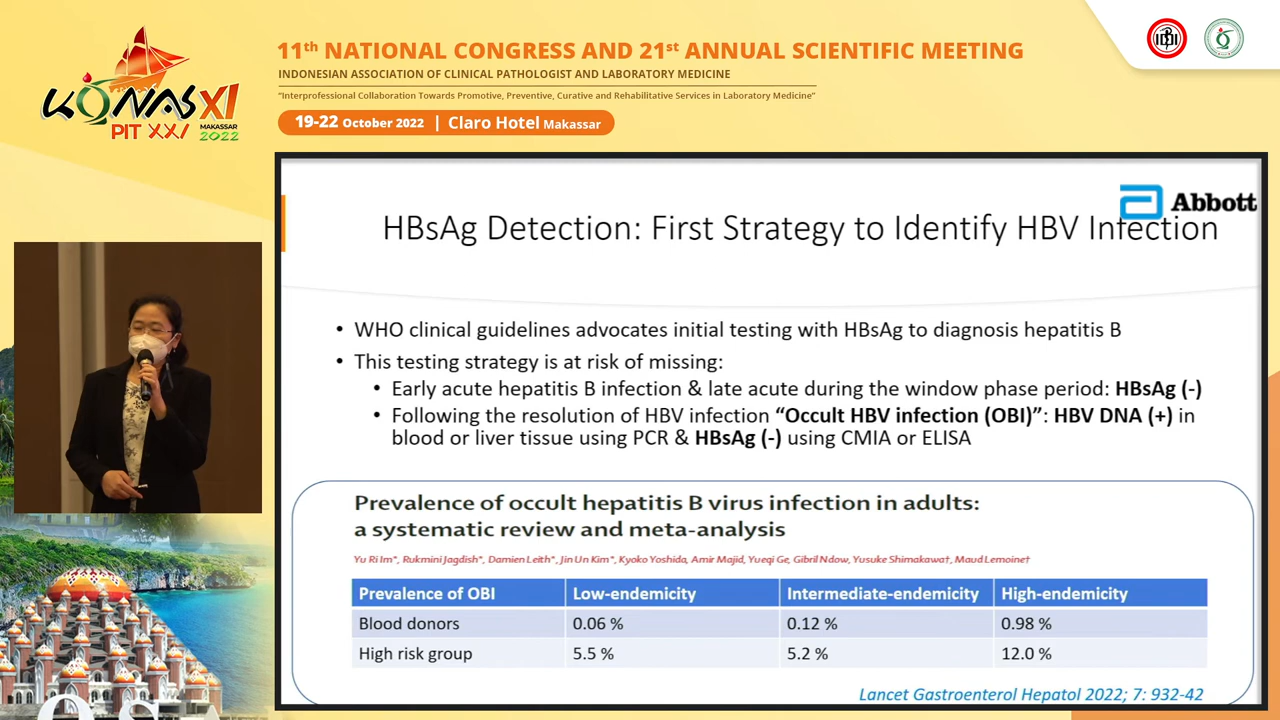 11th NATIONAL CONGRESS AND 21st ANNUAL SCIENTIFIC MEETING
INDONESIAN ASSOCIATION OF CLINICAL PATHOLOGIST AND LABORATORY MEDICINE
"Interprofessional Collaboration Towards Promotive, Preventive, Curative and Rehabilitative Services in Laboratory Medicine"
19-22 October 2022 | Claro Hotel Makassar
KONAS XI
PIT XXI
MAKASSAR
2022
Abbott
HBsAg Detection: First Strategy to Identify HBV Infection
• WHO clinical guidelines advocates initial testing with HBsAg to diagnosis hepatitis B
• This testing strategy is at risk of missing:
• Early acute hepatitis B infection & late acute during the window phase period: HBsAg (-)
• Following the resolution of HBV infection “Occult HBV infection (OBI)”: HBV DNA (+) in
blood or liver tissue using PCR & HBsAg (-) using CMIA or ELISA
Prevalence of occult hepatitis B virus infection in adults:
a systematic review and meta-analysis
Yu Ri Im*, Rukmini Jagdish*, Damien Leith*, Jin Un Kim*, Kyoko Yoshida, Amir Majid, Yueqi Ge, Gibril Ndow, Yusuke Shimakawa†, Maud Lemoine†
Prevalence of OBI Low-endemicity Intermediate-endemicity High-endemicity
Blood donors 0.06 % 0.12 % 0.98 %
High risk group 5.5 % 5.2 % 12.0 %
Lancet Gastroenterol Hepatol 2022; 7: 932-42